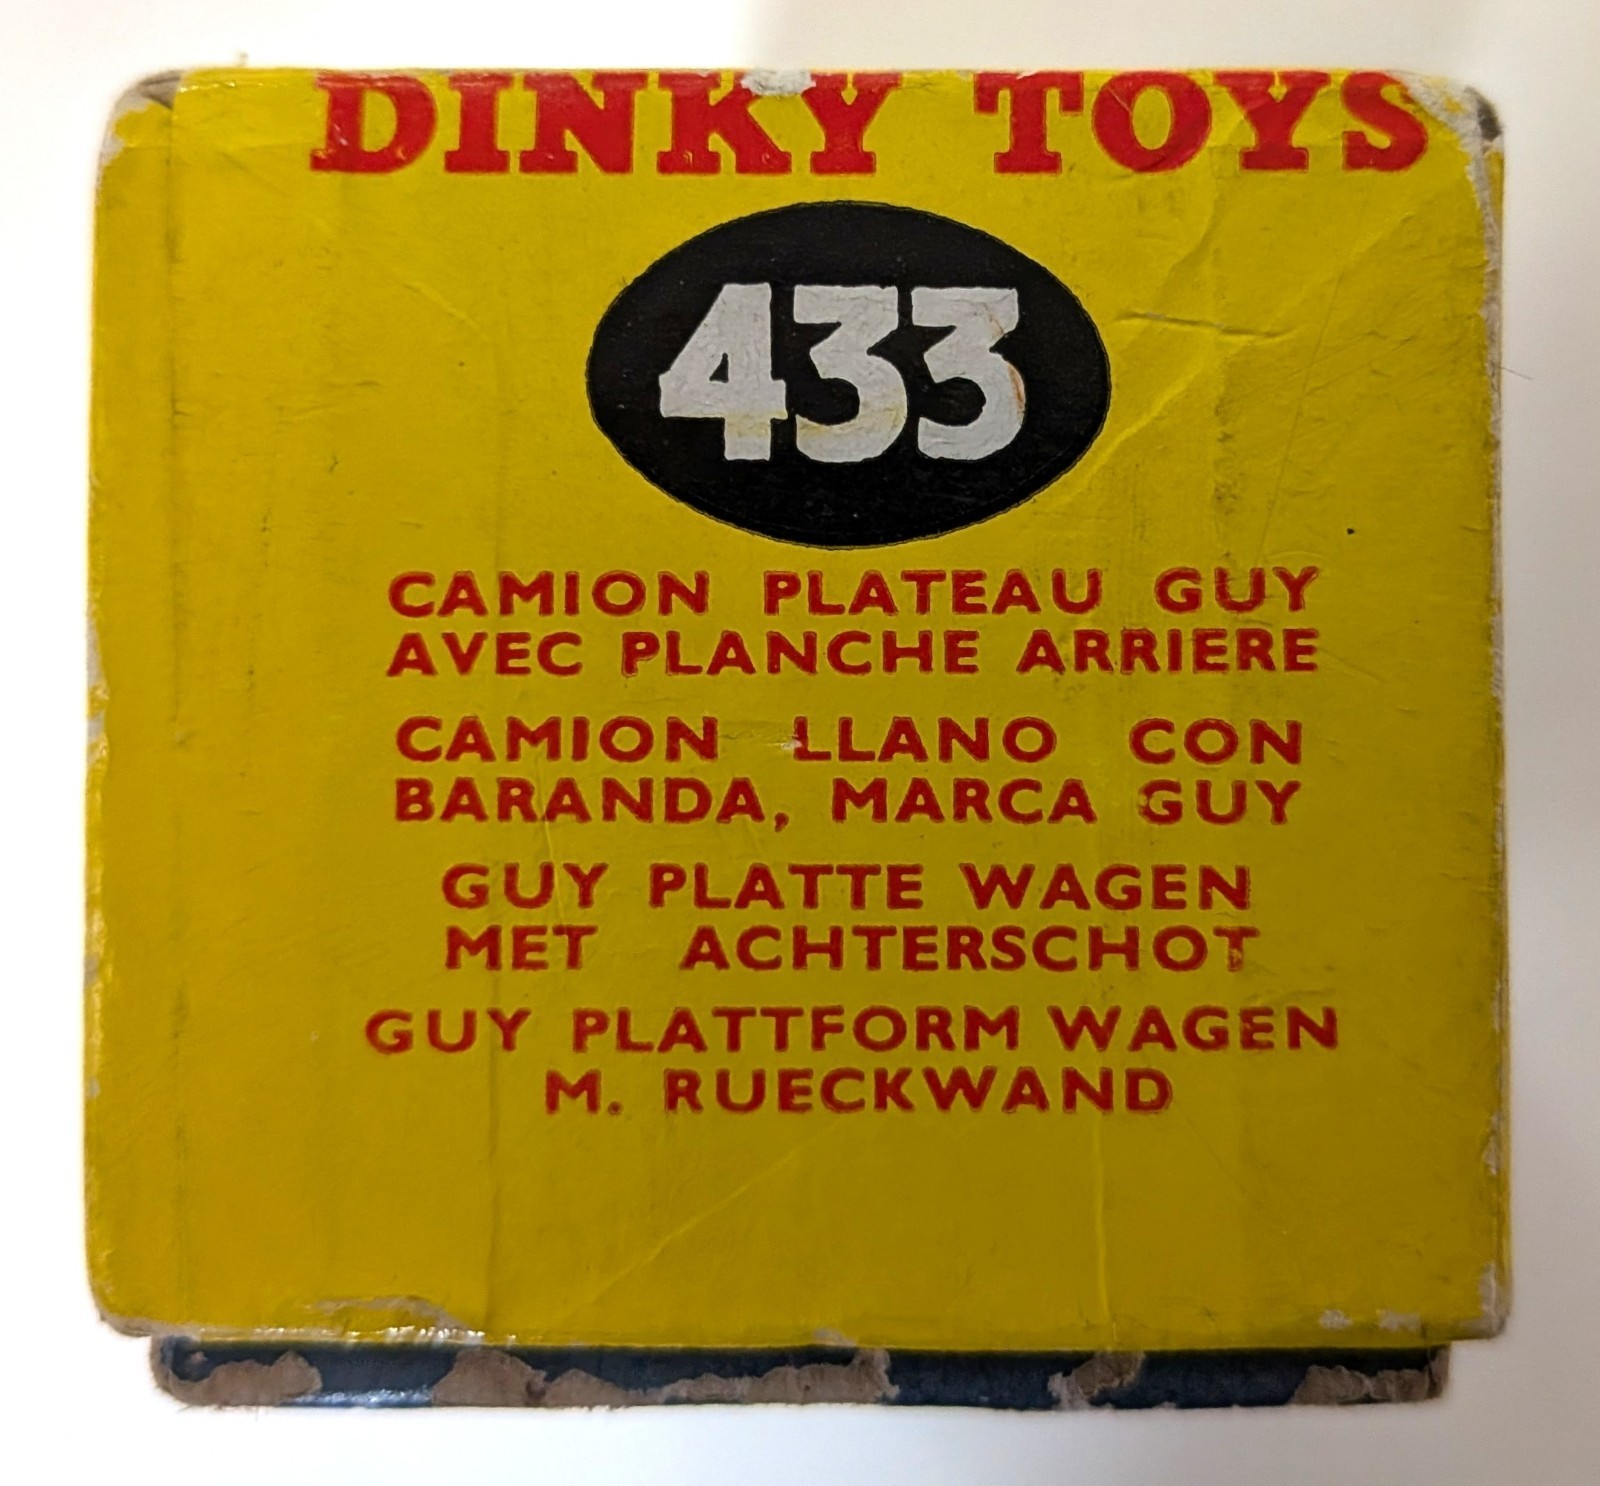 DINKY TOYS
433
CAMION PLATEAU GUY
AVEC PLANCHE ARRIERE
CAMION LLANO CON
BARANDA, MARCA GUY
GUY PLATTE WAGEN
MET ACHTERSCHOT
GUY PLATTFORM WAGEN
M. RUECKWAND